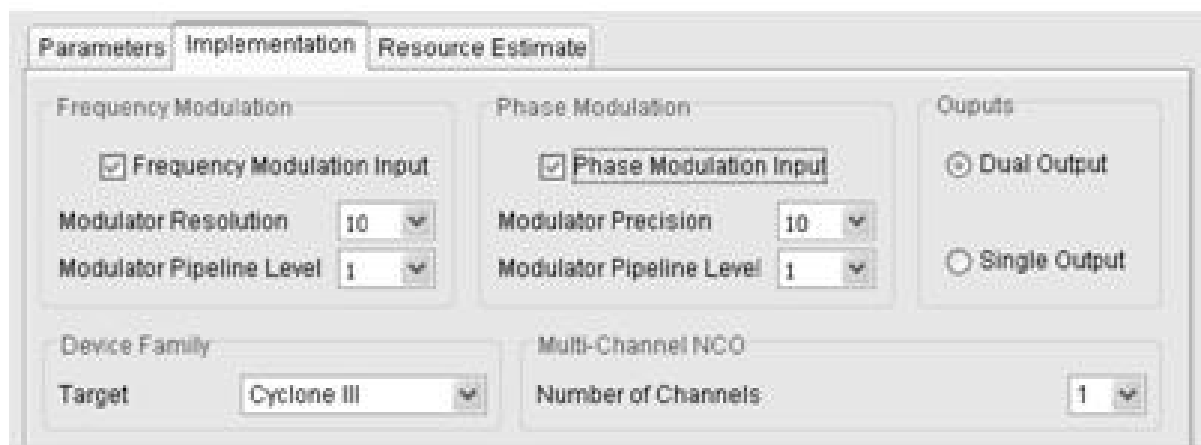 Parameters Implementation Resource Estimate
Frequency Modulation
Frequency Modulation Input
Modulator Resolution 10
Modulator Pipeline Level 1
Phase Modulation
Phase Modulation Input
Modulator Precision 10
Modulator Pipeline Level 1
Ouputs
Dual Output
Single Output
Device Family
Target Cyclone III
Multi-Channel NCO
Number of Channels 1